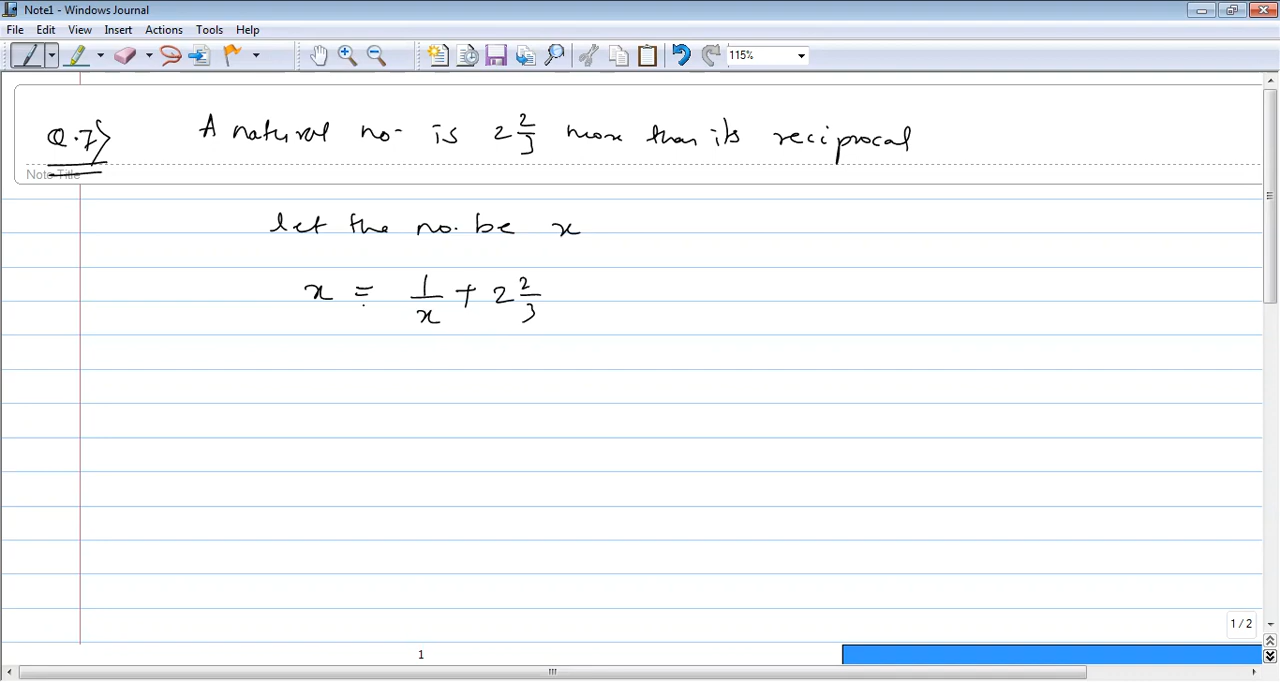 Note1 - Windows Journal
File Edit View Insert Actions Tools Help
115%
Q.7) A natural no. is 2 2/3 more than its reciprocal
Note Title
let the no. be x
x = 1/x + 2 2/3
1 / 2
1